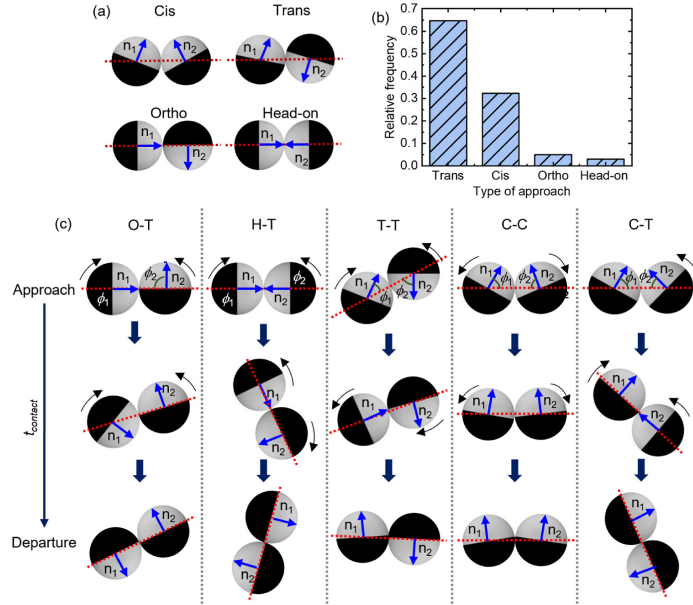 (a)
Cis
Trans
n1 n2
n1 n2
Ortho
Head-on
n1 n2
n1 n2
(b)
Relative frequency
0.7
0.6
0.5
0.4
0.3
0.2
0.1
0.0
Trans Cis Ortho Head-on
Type of approach
(c)
O-T H-T T-T C-C C-T
Approach
ϕ1 n1 ϕ2 n2
ϕ1 n1 n2 ϕ2
n1 ϕ1 ϕ2 n2
n1 ϕ1 ϕ2 n2
n1 ϕ1 ϕ2 n2
tcontact
n1 n2
n1 n2
n1 n2
n1 n2
n1 n2
Departure
n1 n2
n1 n2
n1 n2
n1 n2
n1 n2